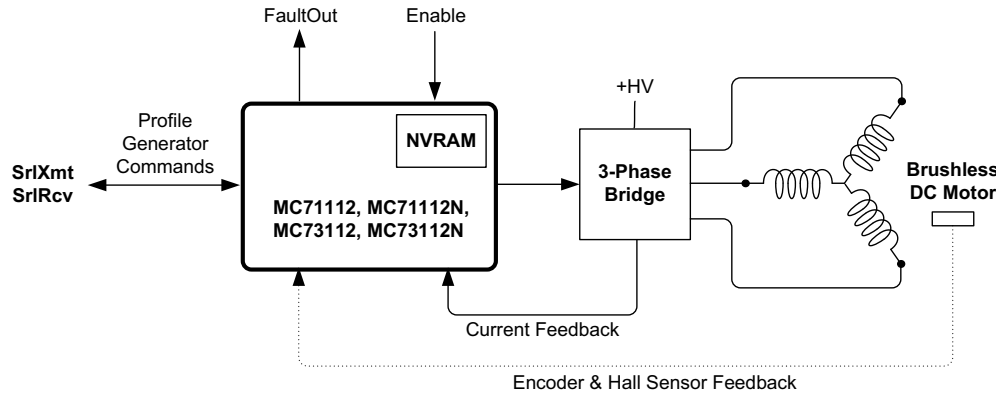 FaultOut
Enable
Profile
Generator
Commands
SrlXmt
SrlRcv
NVRAM
MC71112, MC71112N,
MC73112, MC73112N
+HV
3-Phase
Bridge
Brushless
DC Motor
Current Feedback
Encoder & Hall Sensor Feedback